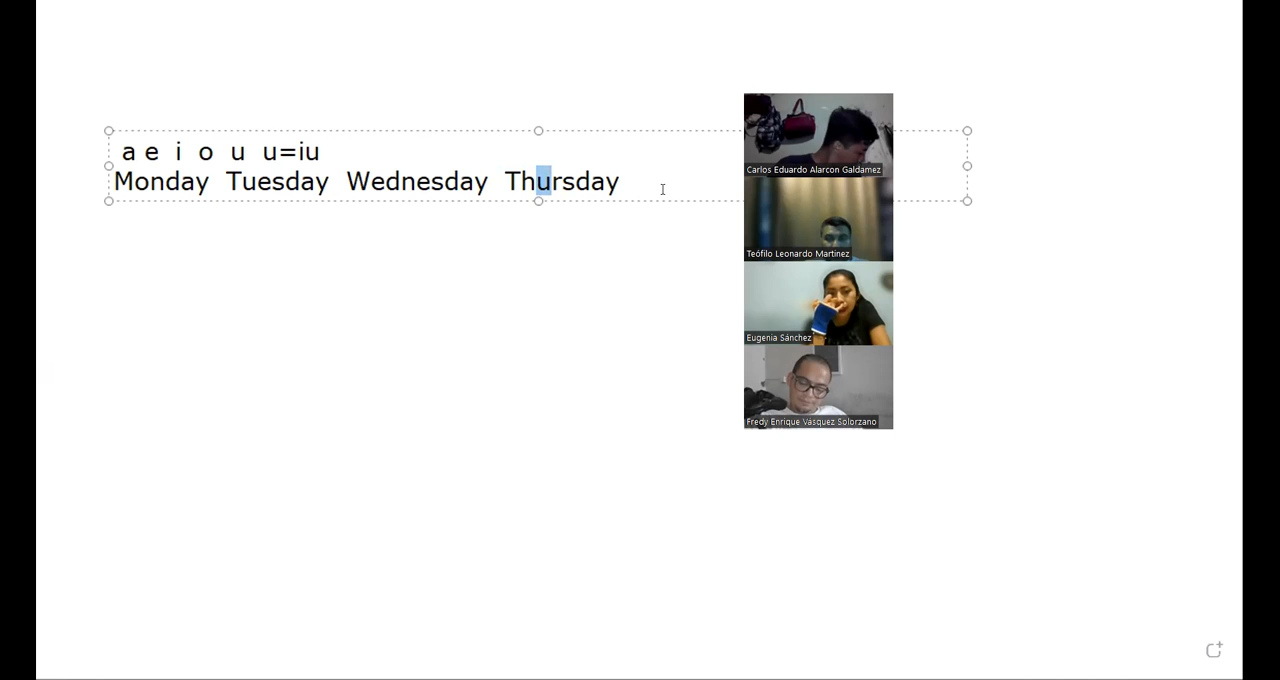 a e i o u u=iu
Monday Tuesday Wednesday Thursday
Carlos Eduardo Alarcon Galdamez
Teófilo Leonardo Martinez
Eugenia Sánchez
Fredy Enrique Vásquez Solorzano